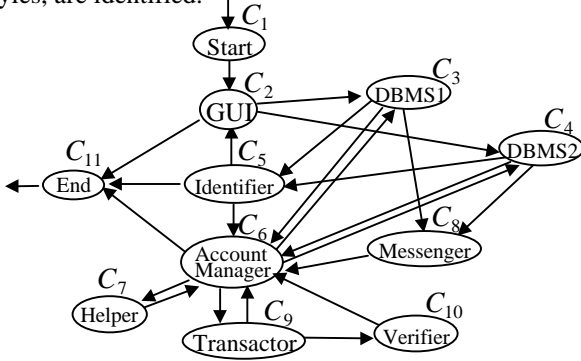 yles, are identified.
C1
Start
C2
GUI
C3
DBMS1
C4
DBMS2
C11
End
C5
Identifier
C6
Account
Manager
C8
Messenger
C7
Helper
C9
Transactor
C10
Verifier